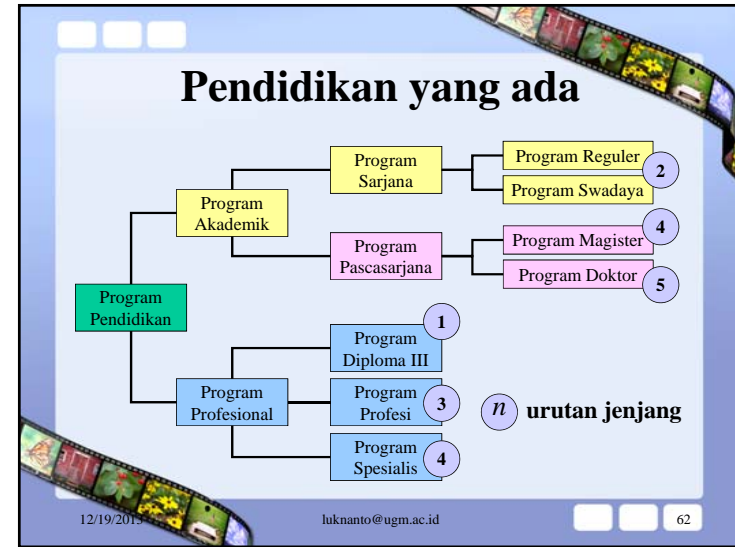 Pendidikan yang ada
Program
Pendidikan
Program
Akademik
Program
Sarjana
Program Reguler
Program Swadaya
2
Program
Pascasarjana
Program Magister
4
Program Doktor
5
Program
Profesional
Program
Diploma III
1
Program
Profesi
3
Program
Spesialis
4
n urutan jenjang
12/19/2013
luknanto@ugm.ac.id
62